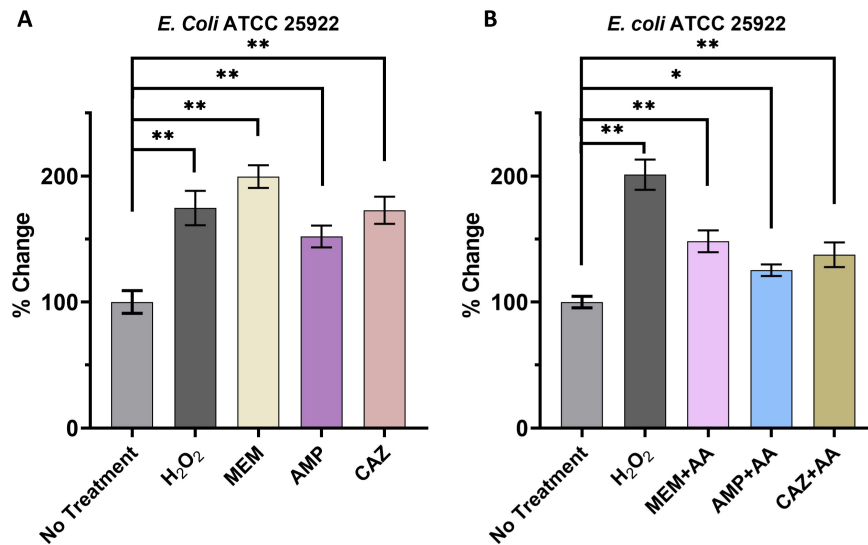 A
E. Coli ATCC 25922
**
**
**
**
% Change
200
100
0
No Treatment
H₂O₂
MEM
AMP
CAZ
B
E. coli ATCC 25922
**
*
**
**
% Change
200
100
0
No Treatment
H₂O₂
MEM+AA
AMP+AA
CAZ+AA